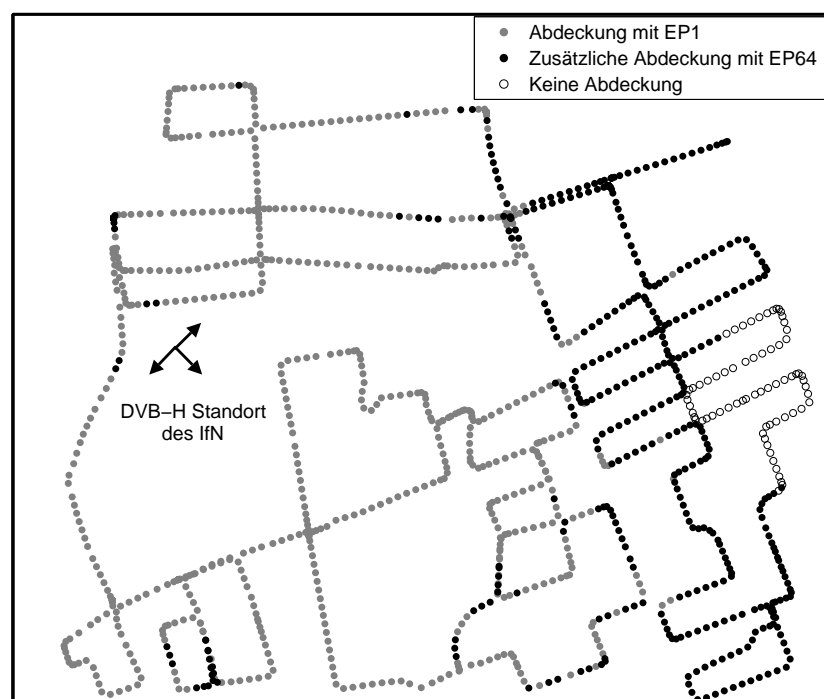 Abdeckung mit EP1
Zusätzliche Abdeckung mit EP64
Keine Abdeckung
DVB−H Standort
des IfN